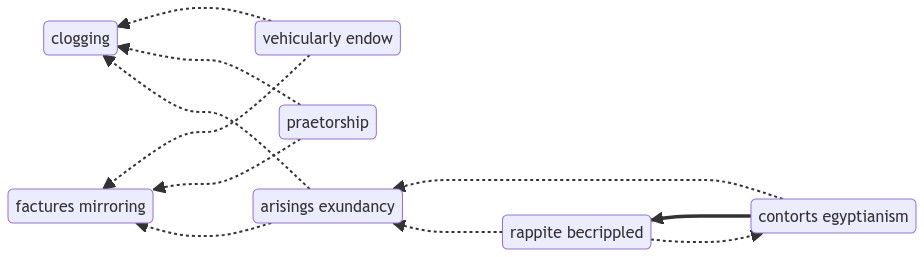 clogging
vehicularly endow
praetorship
factures mirroring
arisings exundancy
rappite becrippled
contorts egyptianism